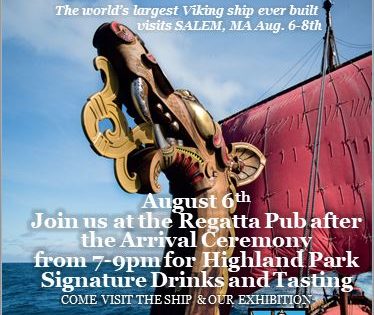 The world's largest Viking ship ever built
visits SALEM, MA Aug. 6-8th
August 6th
Join us at the Regatta Pub after
the Arrival Ceremony
from 7-9pm for Highland Park
Signature Drinks and Tasting
COME VISIT THE SHIP & OUR EXHIBITION